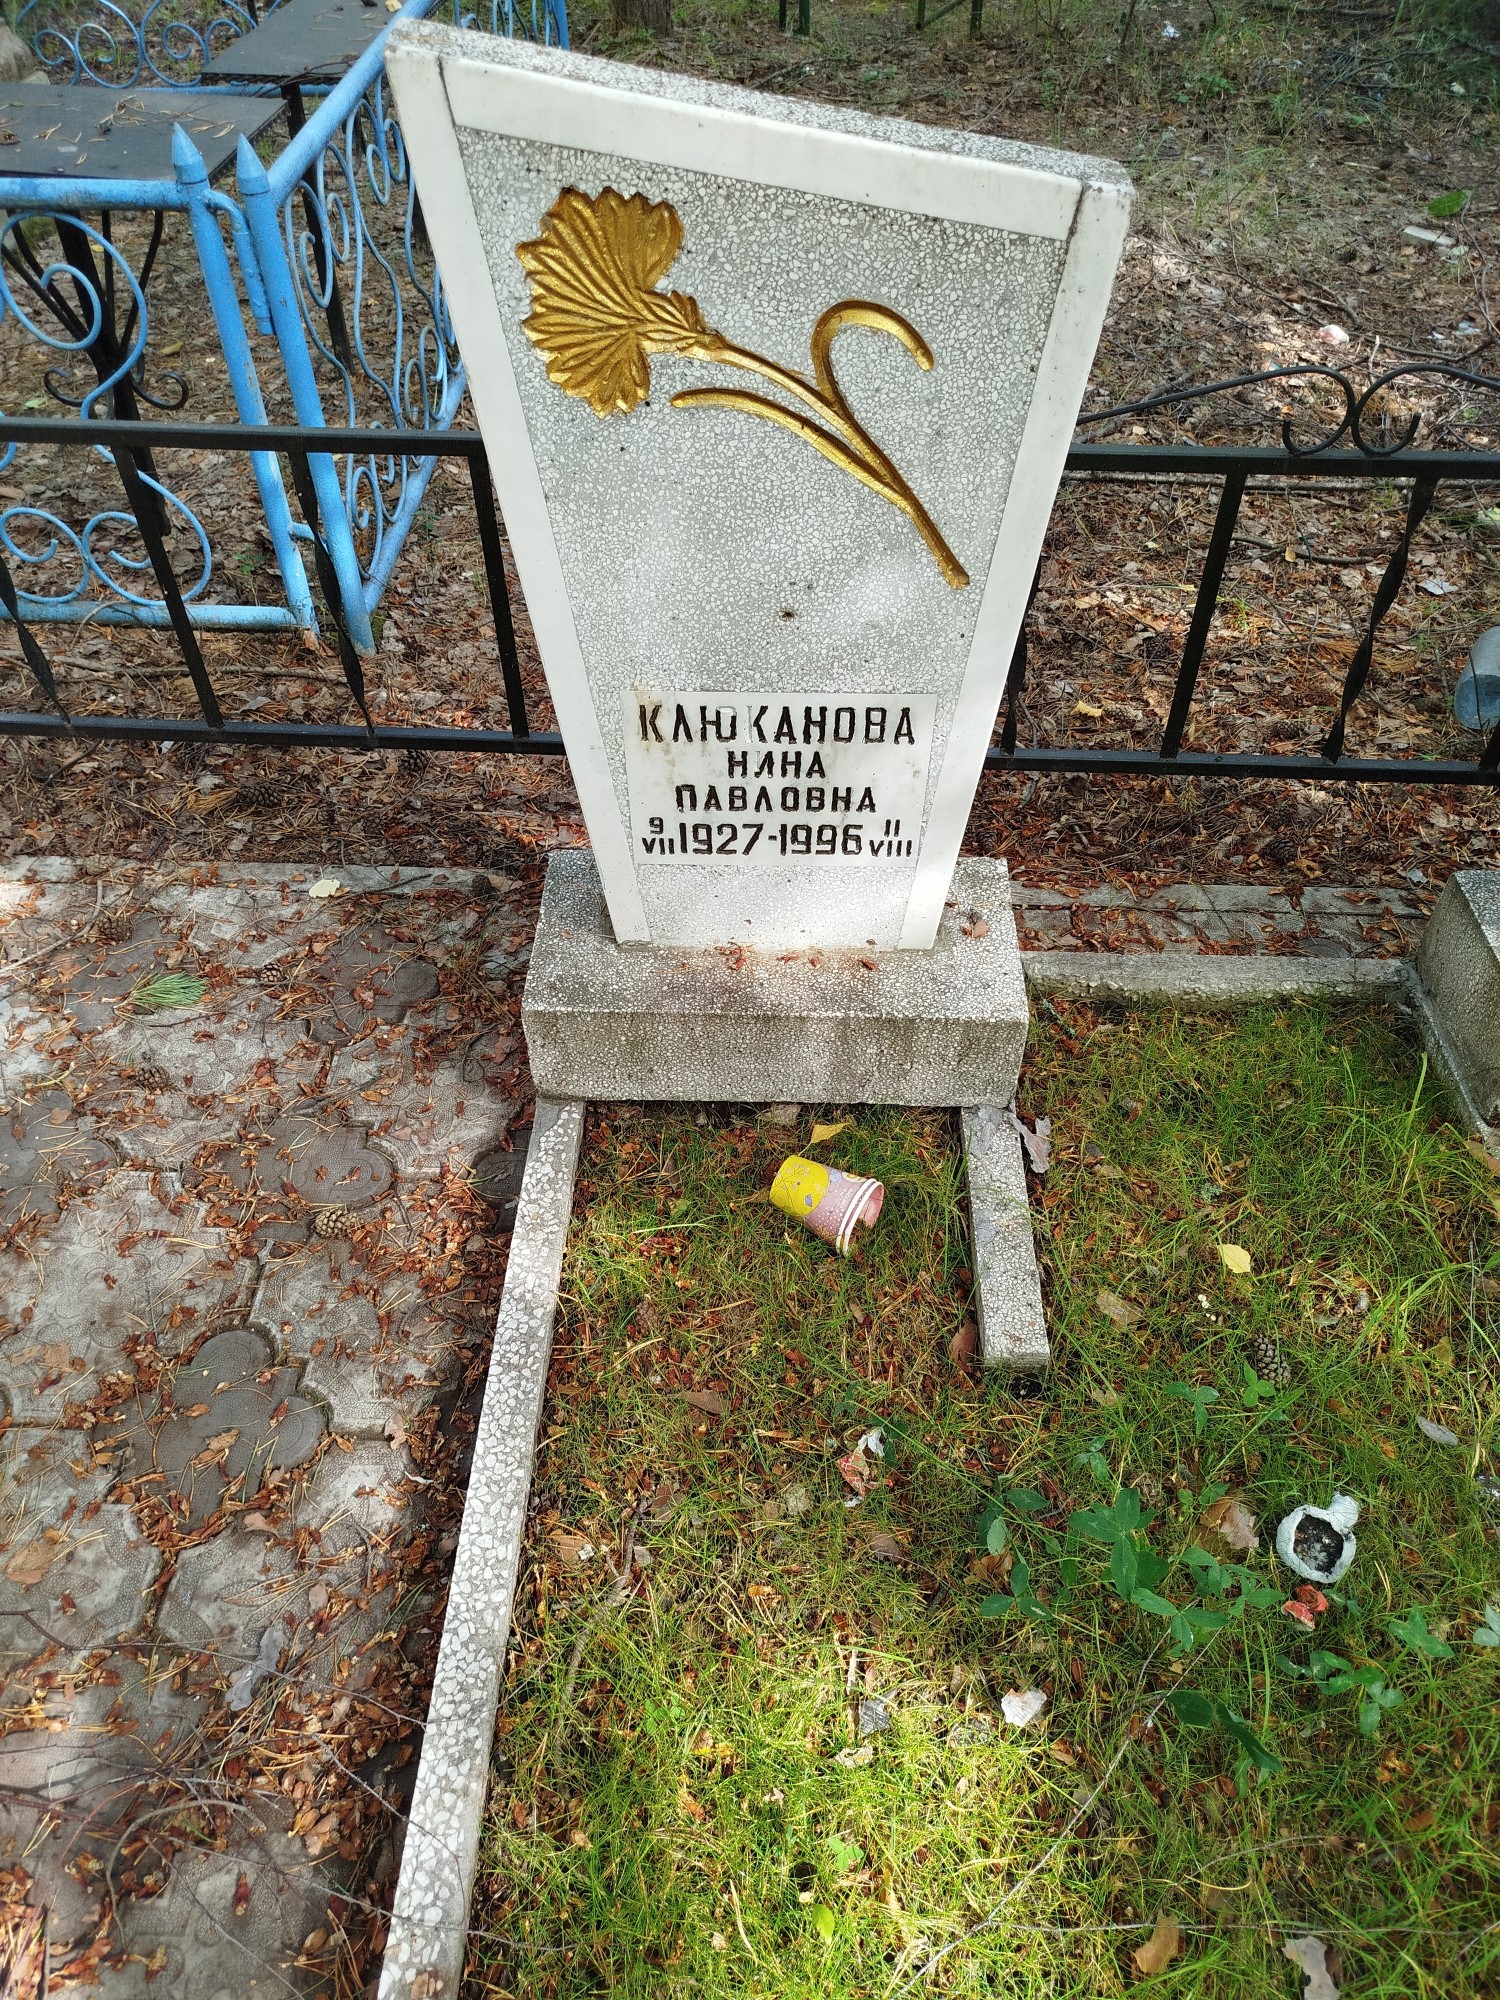 КЛЮКАНОВА
НИНА
ПАВЛОВНА
9 VII 1927-1996 11 VIII